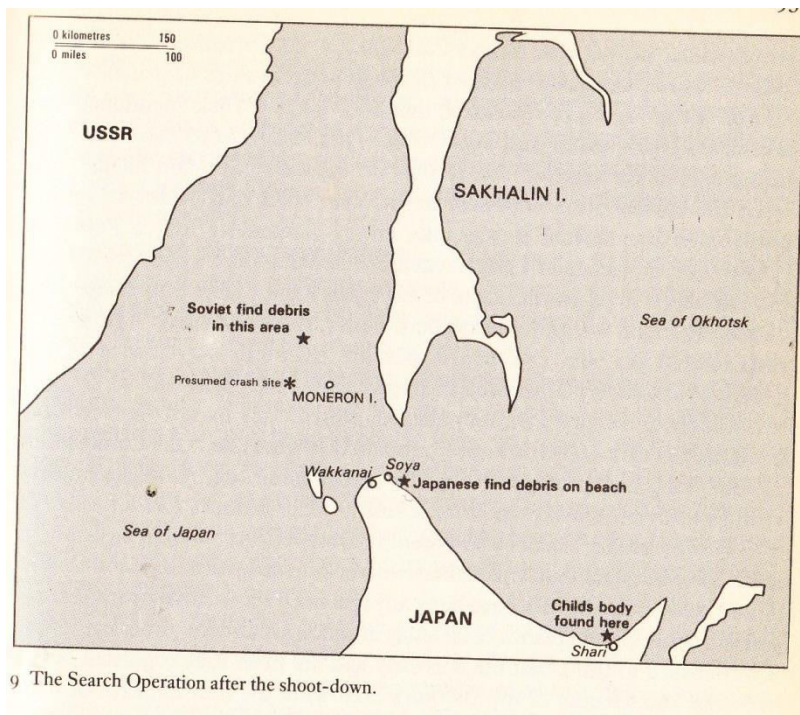 0 kilometres 150
0 miles 100
USSR
SAKHALIN I.
Soviet find debris
in this area
Sea of Okhotsk
Presumed crash site
MONERON I.
Soya
Wakkanai
Japanese find debris on beach
Sea of Japan
Childs body
found here
JAPAN
Shari
9 The Search Operation after the shoot-down.